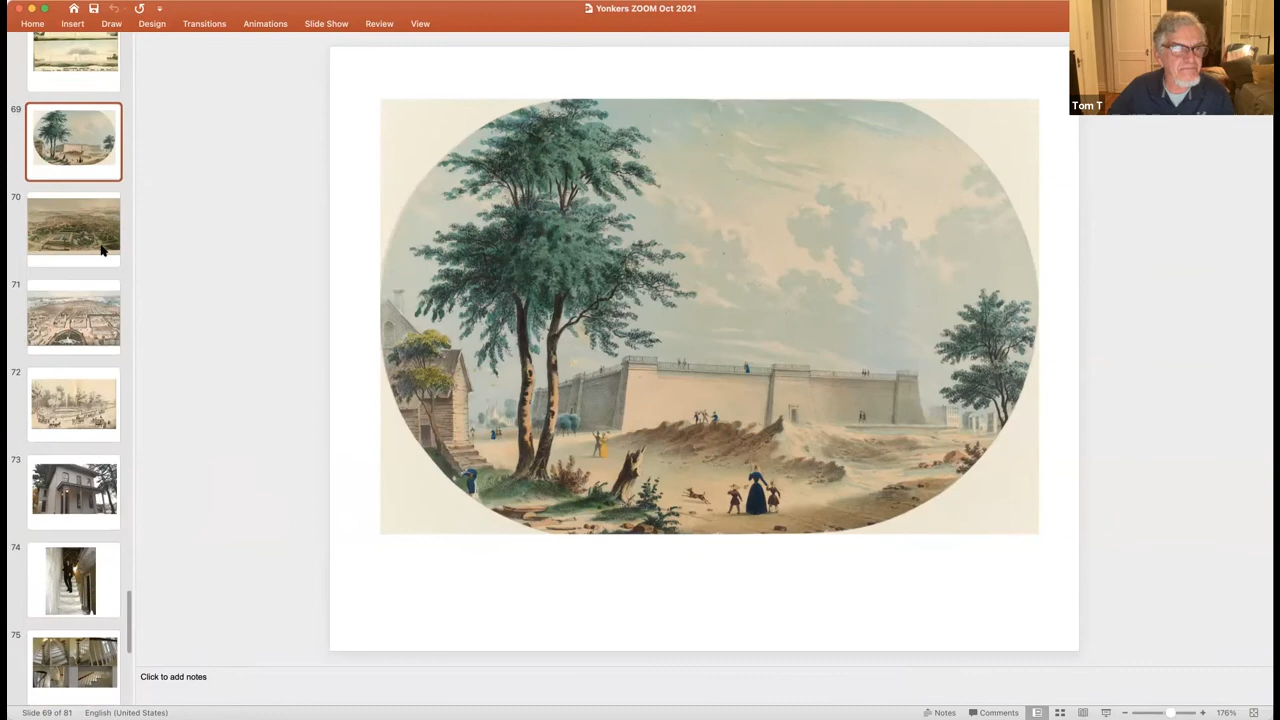 Yonkers ZOOM Oct 2021
Home Insert Draw Design Transitions Animations Slide Show Review View
Tom T
69
70
71
72
73
74
75
Click to add notes
Slide 69 of 81 English (United States) Notes Comments 176%